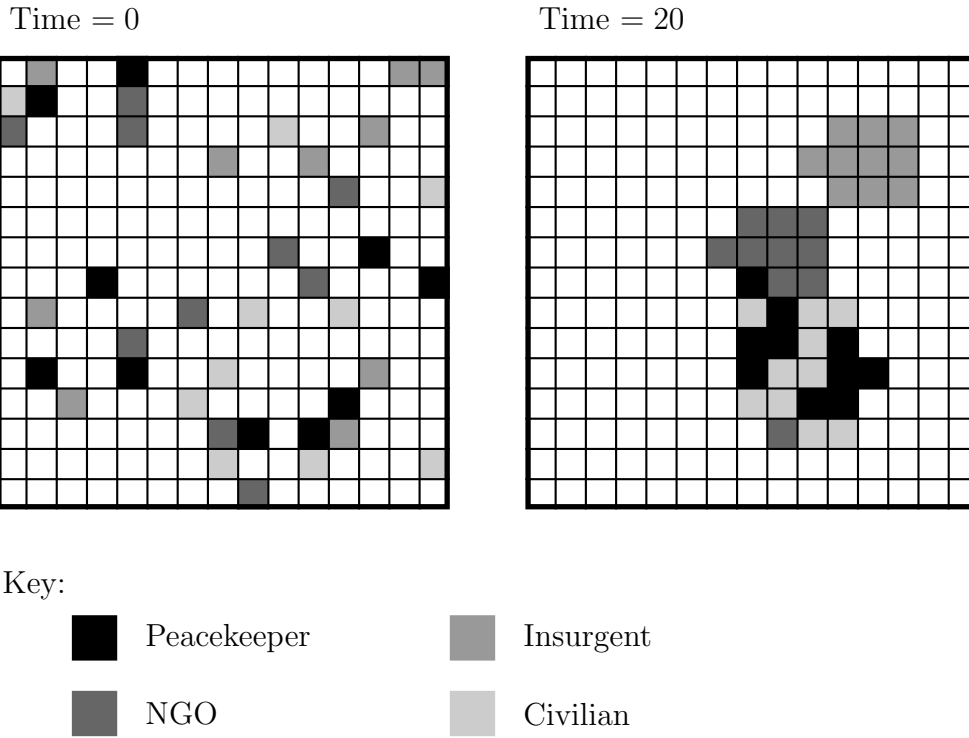 Time = 0
Time = 20
Key:
Peacekeeper
Insurgent
NGO
Civilian